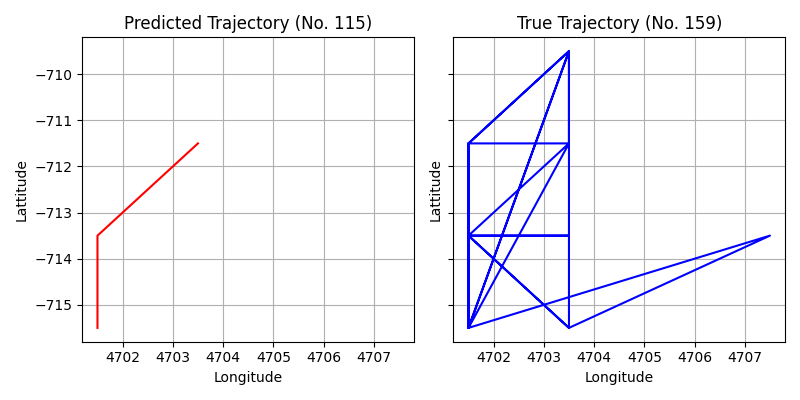 Predicted Trajectory (No. 115)
True Trajectory (No. 159)
−710
−711
−712
−713
−714
−715
Lattitude
Lattitude
4702 4703 4704 4705 4706 4707
4702 4703 4704 4705 4706 4707
Longitude
Longitude